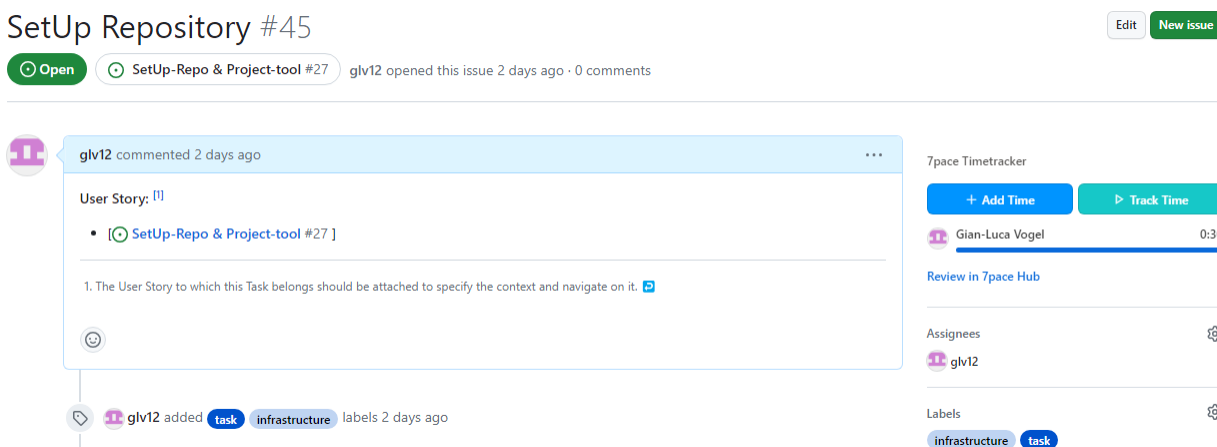 SetUp Repository #45
Edit
New issue
Open
SetUp-Repo & Project-tool #27
glv12 opened this issue 2 days ago · 0 comments
glv12 commented 2 days ago
User Story: [1]
[ SetUp-Repo & Project-tool #27 ]
1. The User Story to which this Task belongs should be attached to specify the context and navigate on it.
glv12 added task infrastructure labels 2 days ago
7pace Timetracker
+ Add Time
Track Time
Gian-Luca Vogel
Review in 7pace Hub
Assignees
glv12
Labels
infrastructure task